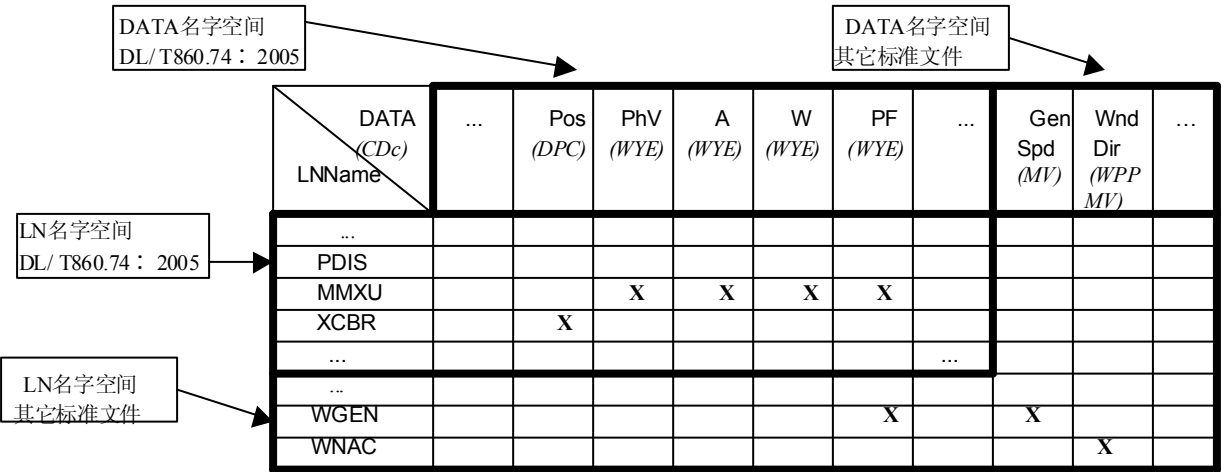 DATA名字空间
DL/T860.74：2005
DATA名字空间
其它标准文件
DATA
(CDc)
LNName
...
Pos
(DPC)
PhV
(WYE)
A
(WYE)
W
(WYE)
PF
(WYE)
...
Gen
Spd
(MV)
Wnd
Dir
(WPP
MV)
...
LN名字空间
DL/T860.74：2005
...
PDIS
MMXU X X X X
XCBR X
... ...
LN名字空间
其它标准文件
...
WGEN X X
WNAC X